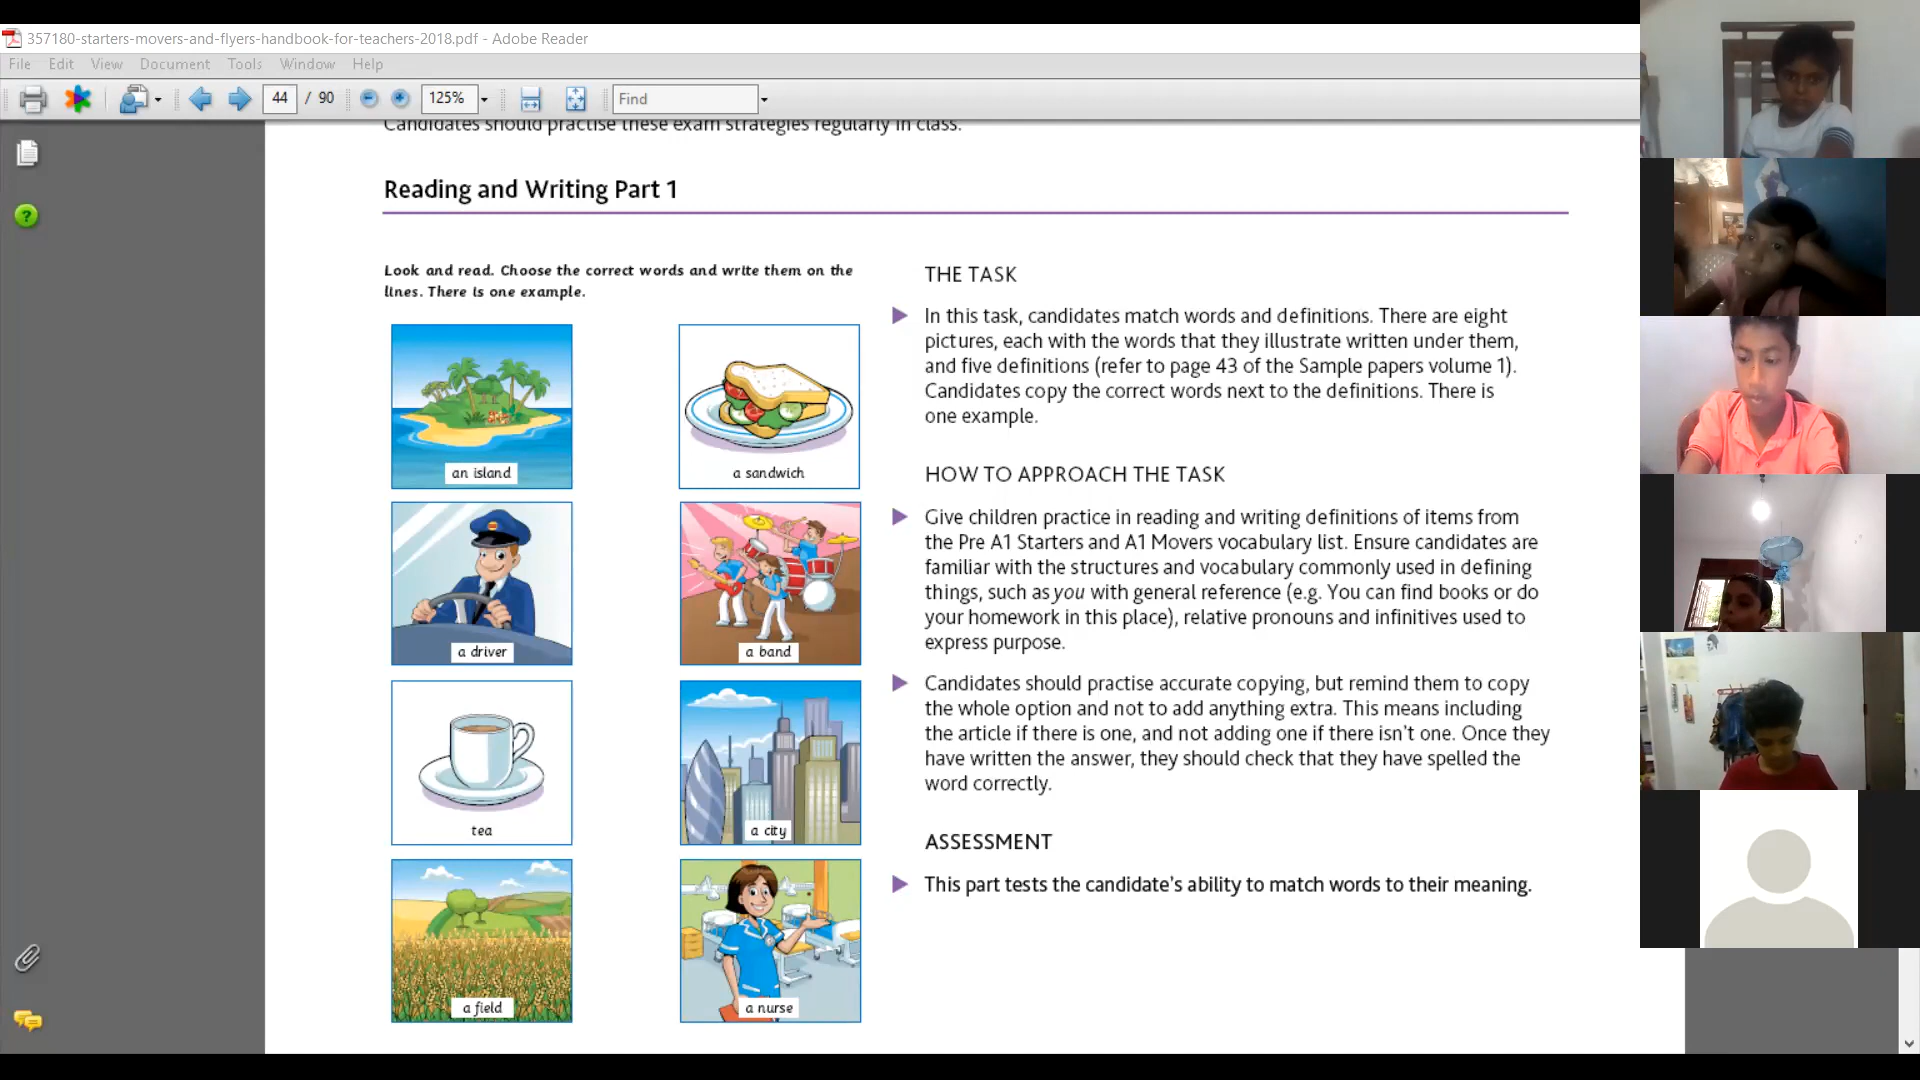 357180-starters-movers-and-flyers-handbook-for-teachers-2018.pdf - Adobe Reader
File Edit View Document Tools Window Help
44 / 90 125% Find
Candidates should practise these exam strategies regularly in class.
Reading and Writing Part 1
Look and read. Choose the correct words and write them on the
lines. There is one example.
an island
a sandwich
a driver
a band
tea
a city
a field
a nurse
THE TASK
In this task, candidates match words and definitions. There are eight
pictures, each with the words that they illustrate written under them,
and five definitions (refer to page 43 of the Sample papers volume 1).
Candidates copy the correct words next to the definitions. There is
one example.
HOW TO APPROACH THE TASK
Give children practice in reading and writing definitions of items from
the Pre A1 Starters and A1 Movers vocabulary list. Ensure candidates are
familiar with the structures and vocabulary commonly used in defining
things, such as you with general reference (e.g. You can find books or do
your homework in this place), relative pronouns and infinitives used to
express purpose.
Candidates should practise accurate copying, but remind them to copy
the whole option and not to add anything extra. This means including
the article if there is one, and not adding one if there isn't one. Once they
have written the answer, they should check that they have spelled the
word correctly.
ASSESSMENT
This part tests the candidate's ability to match words to their meaning.